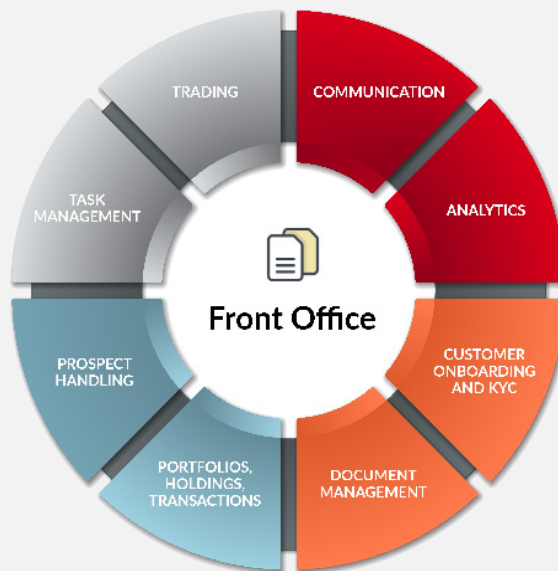 TRADING
COMMUNICATION
TASK
MANAGEMENT
ANALYTICS
Front Office
PROSPECT
HANDLING
CUSTOMER
ONBOARDING
AND KYC
PORTFOLIOS,
HOLDINGS,
TRANSACTIONS
DOCUMENT
MANAGEMENT